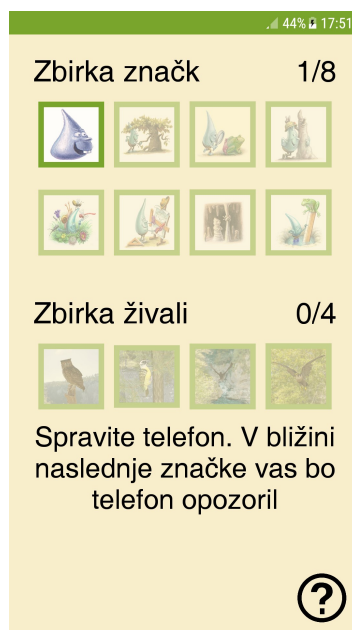 44% 17:51
Zbirka značk 1/8
Zbirka živali 0/4
Spravite telefon. V bližini
naslednje značke vas bo
telefon opozoril
?